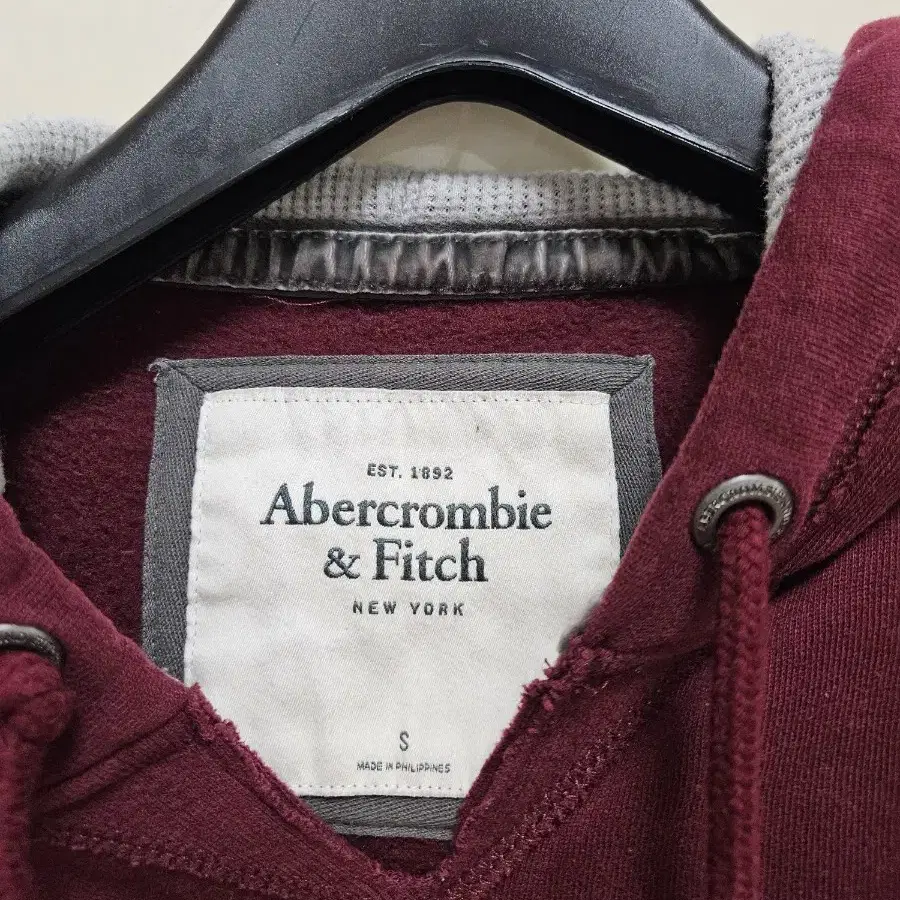 EST. 1892
Abercrombie
& Fitch
NEW YORK
S
MADE IN PHILIPPINES